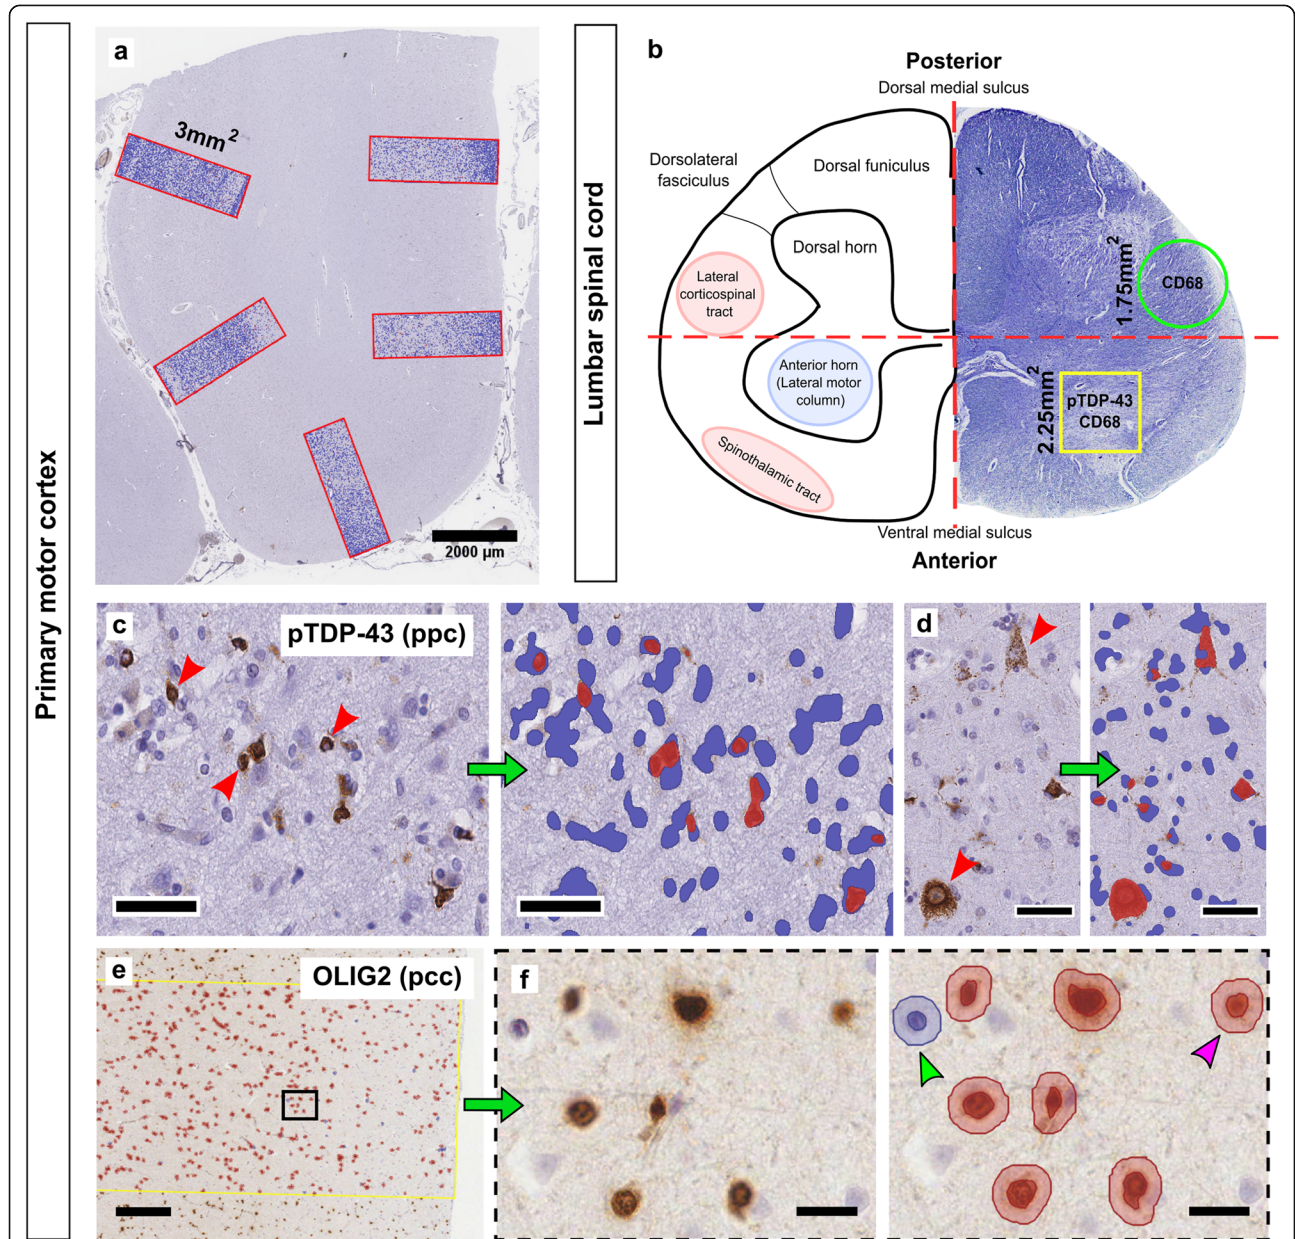 Primary motor cortex
a
3mm2
2000 µm
Lumbar spinal cord
b
Posterior
Dorsal medial sulcus
Dorsolateral
fasciculus
Dorsal funiculus
Dorsal horn
Lateral
corticospinal
tract
Anterior horn
(Lateral motor
column)
Spinothalamic tract
1.75mm2
CD68
2.25mm2
pTDP-43
CD68
Ventral medial sulcus
Anterior
c
pTDP-43 (ppc)
d
e
OLIG2 (pcc)
f